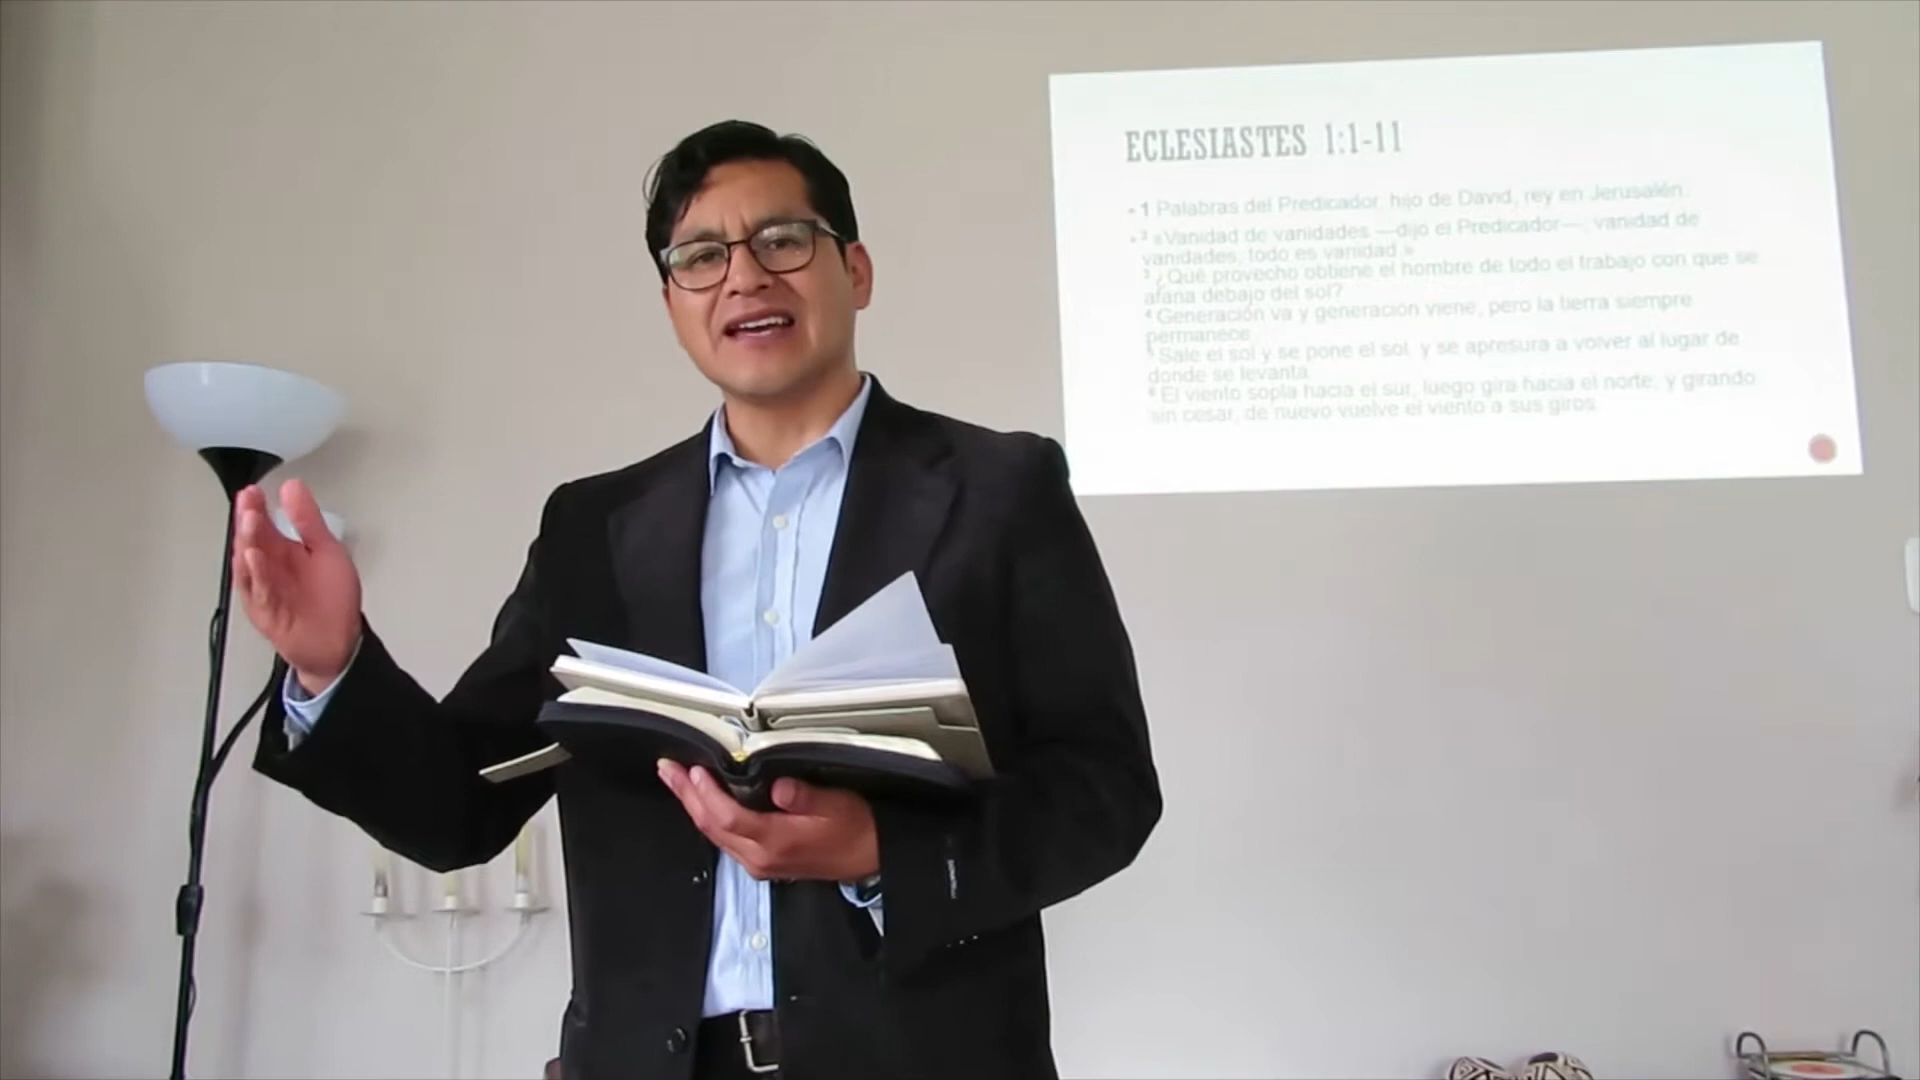 ECLESIASTES 1:1-11
• 1 Palabras del Predicador, hijo de David, rey en Jerusalén.
• ² «Vanidad de vanidades —dijo el Predicador—, vanidad de
vanidades, todo es vanidad.»
³ ¿Qué provecho obtiene el hombre de todo el trabajo con que se
afana debajo del sol?
⁴ Generación va y generación viene, pero la tierra siempre
permanece.
⁵ Sale el sol y se pone el sol, y se apresura a volver al lugar de
donde se levanta.
⁶ El viento sopla hacia el sur, luego gira hacia el norte, y girando
sin cesar, de nuevo vuelve el viento a sus giros.